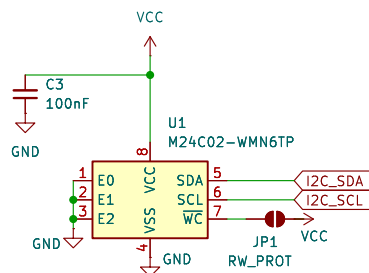 VCC
C3
100nF
GND
U1
M24C02-WMN6TP
8
VCC
1 E0 SDA 5 I2C_SDA
2 E1 SCL 6 I2C_SCL
3 E2 WC 7
VSS
4
GND
GND
JP1
RW_PROT
VCC